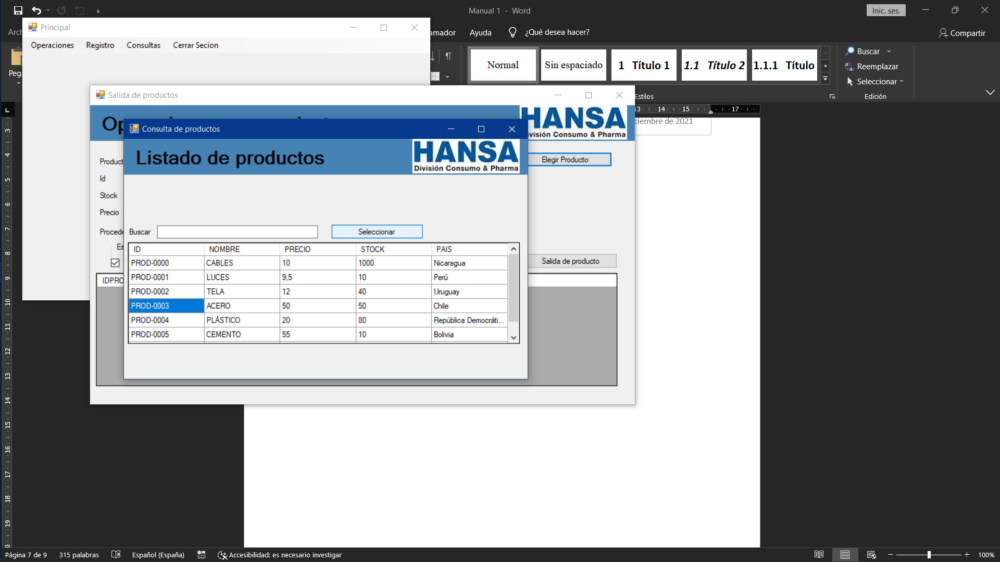 Manual 1 - Word
Inic. ses.
Principal
amador
Ayuda
¿Qué desea hacer?
Compartir
Operaciones Registro Consultas Cerrar Secion
Normal
Sin espaciado
1 Título 1
1.1 Título 2
1.1.1 Título
Buscar
Reemplazar
Seleccionar
Estilos
Edición
Salida de productos
13 14 15 17
HANSA
División Consumo & Pharma
ciembre de 2021
Consulta de productos
Listado de productos
HANSA
División Consumo & Pharma
Product
Elegir Producto
Id
Stock
Precio
Procede
Buscar
Seleccionar
Es
Salida de producto
IDPRO
ID NOMBRE PRECIO STOCK PAIS
PROD-0000 CABLES 10 1000 Nicaragua
PROD-0001 LUCES 9,5 10 Perú
PROD-0002 TELA 12 40 Uruguay
PROD-0003 ACERO 50 50 Chile
PROD-0004 PLÁSTICO 20 80 República Democráti...
PROD-0005 CEMENTO 55 10 Bolivia
3
4
5
6
7
8
9
10
11
12
13
14
15
16
17
18
19
Página 7 de 9 315 palabras Español (España) Accesibilidad: es necesario investigar 100%